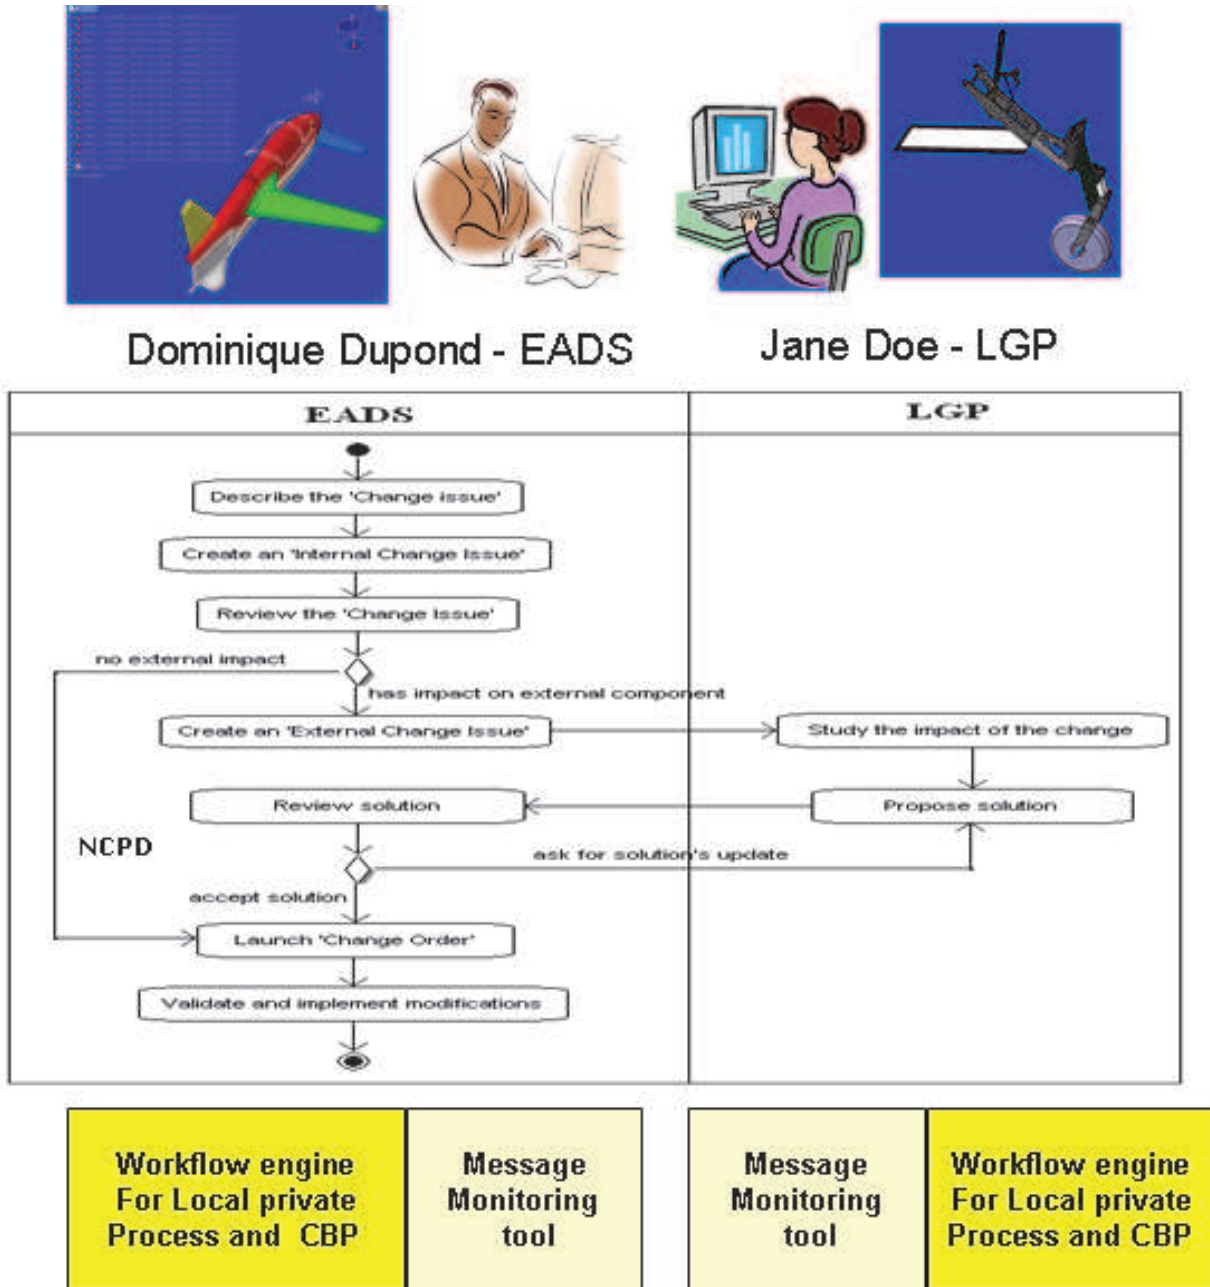 Dominique Dupond - EADS
Jane Doe - LGP
EADS
LGP
Describe the 'Change issue'
Create an 'Internal Change Issue'
Review the 'Change Issue'
no external impact
has impact on external component
Create an 'External Change Issue'
Study the impact of the change
Review solution
Propose solution
NCPD
ask for solution's update
accept solution
Launch 'Change Order'
Validate and implement modifications
Workflow engine
For Local private
Process and CBP
Message
Monitoring
tool
Message
Monitoring
tool
Workflow engine
For Local private
Process and CBP